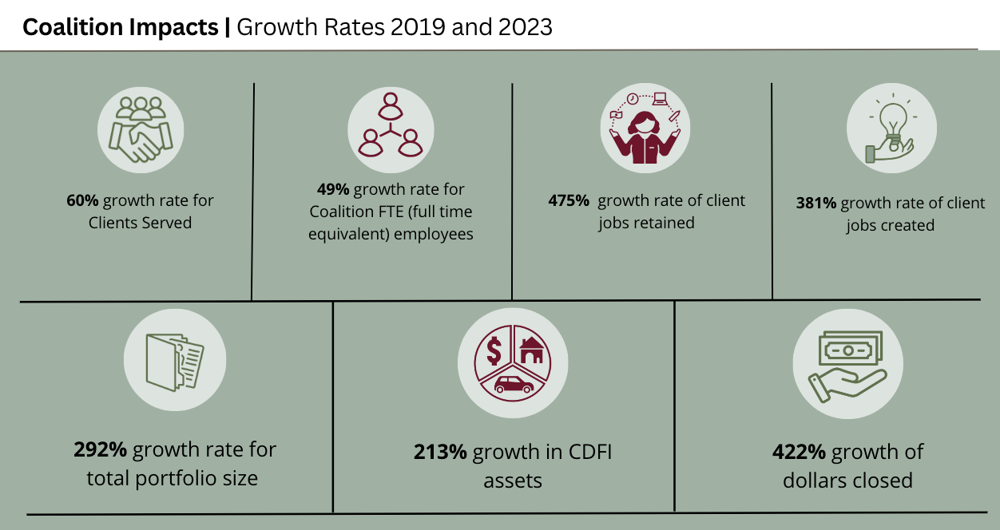 Coalition Impacts | Growth Rates 2019 and 2023
60% growth rate for
Clients Served
49% growth rate for
Coalition FTE (full time
equivalent) employees
475% growth rate of client
jobs retained
381% growth rate of client
jobs created
292% growth rate for
total portfolio size
213% growth in CDFI
assets
422% growth of
dollars closed